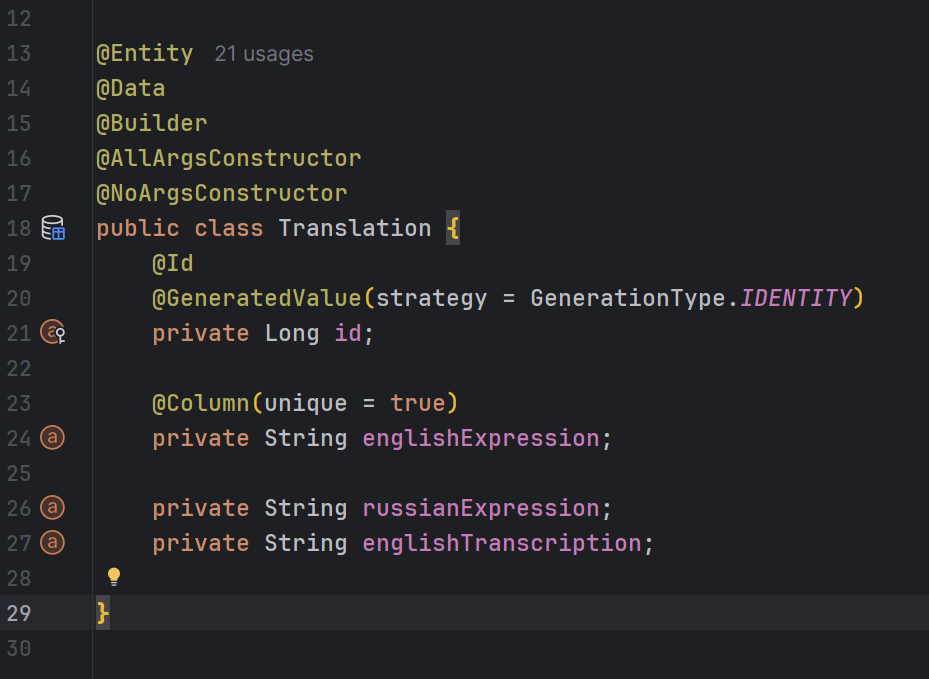 12
13 @Entity 21 usages
14 @Data
15 @Builder
16 @AllArgsConstructor
17 @NoArgsConstructor
18 public class Translation {
19 @Id
20 @GeneratedValue(strategy = GenerationType.IDENTITY)
21 a private Long id;
22
23 @Column(unique = true)
24 a private String englishExpression;
25
26 a private String russianExpression;
27 a private String englishTranscription;
28
29 }
30